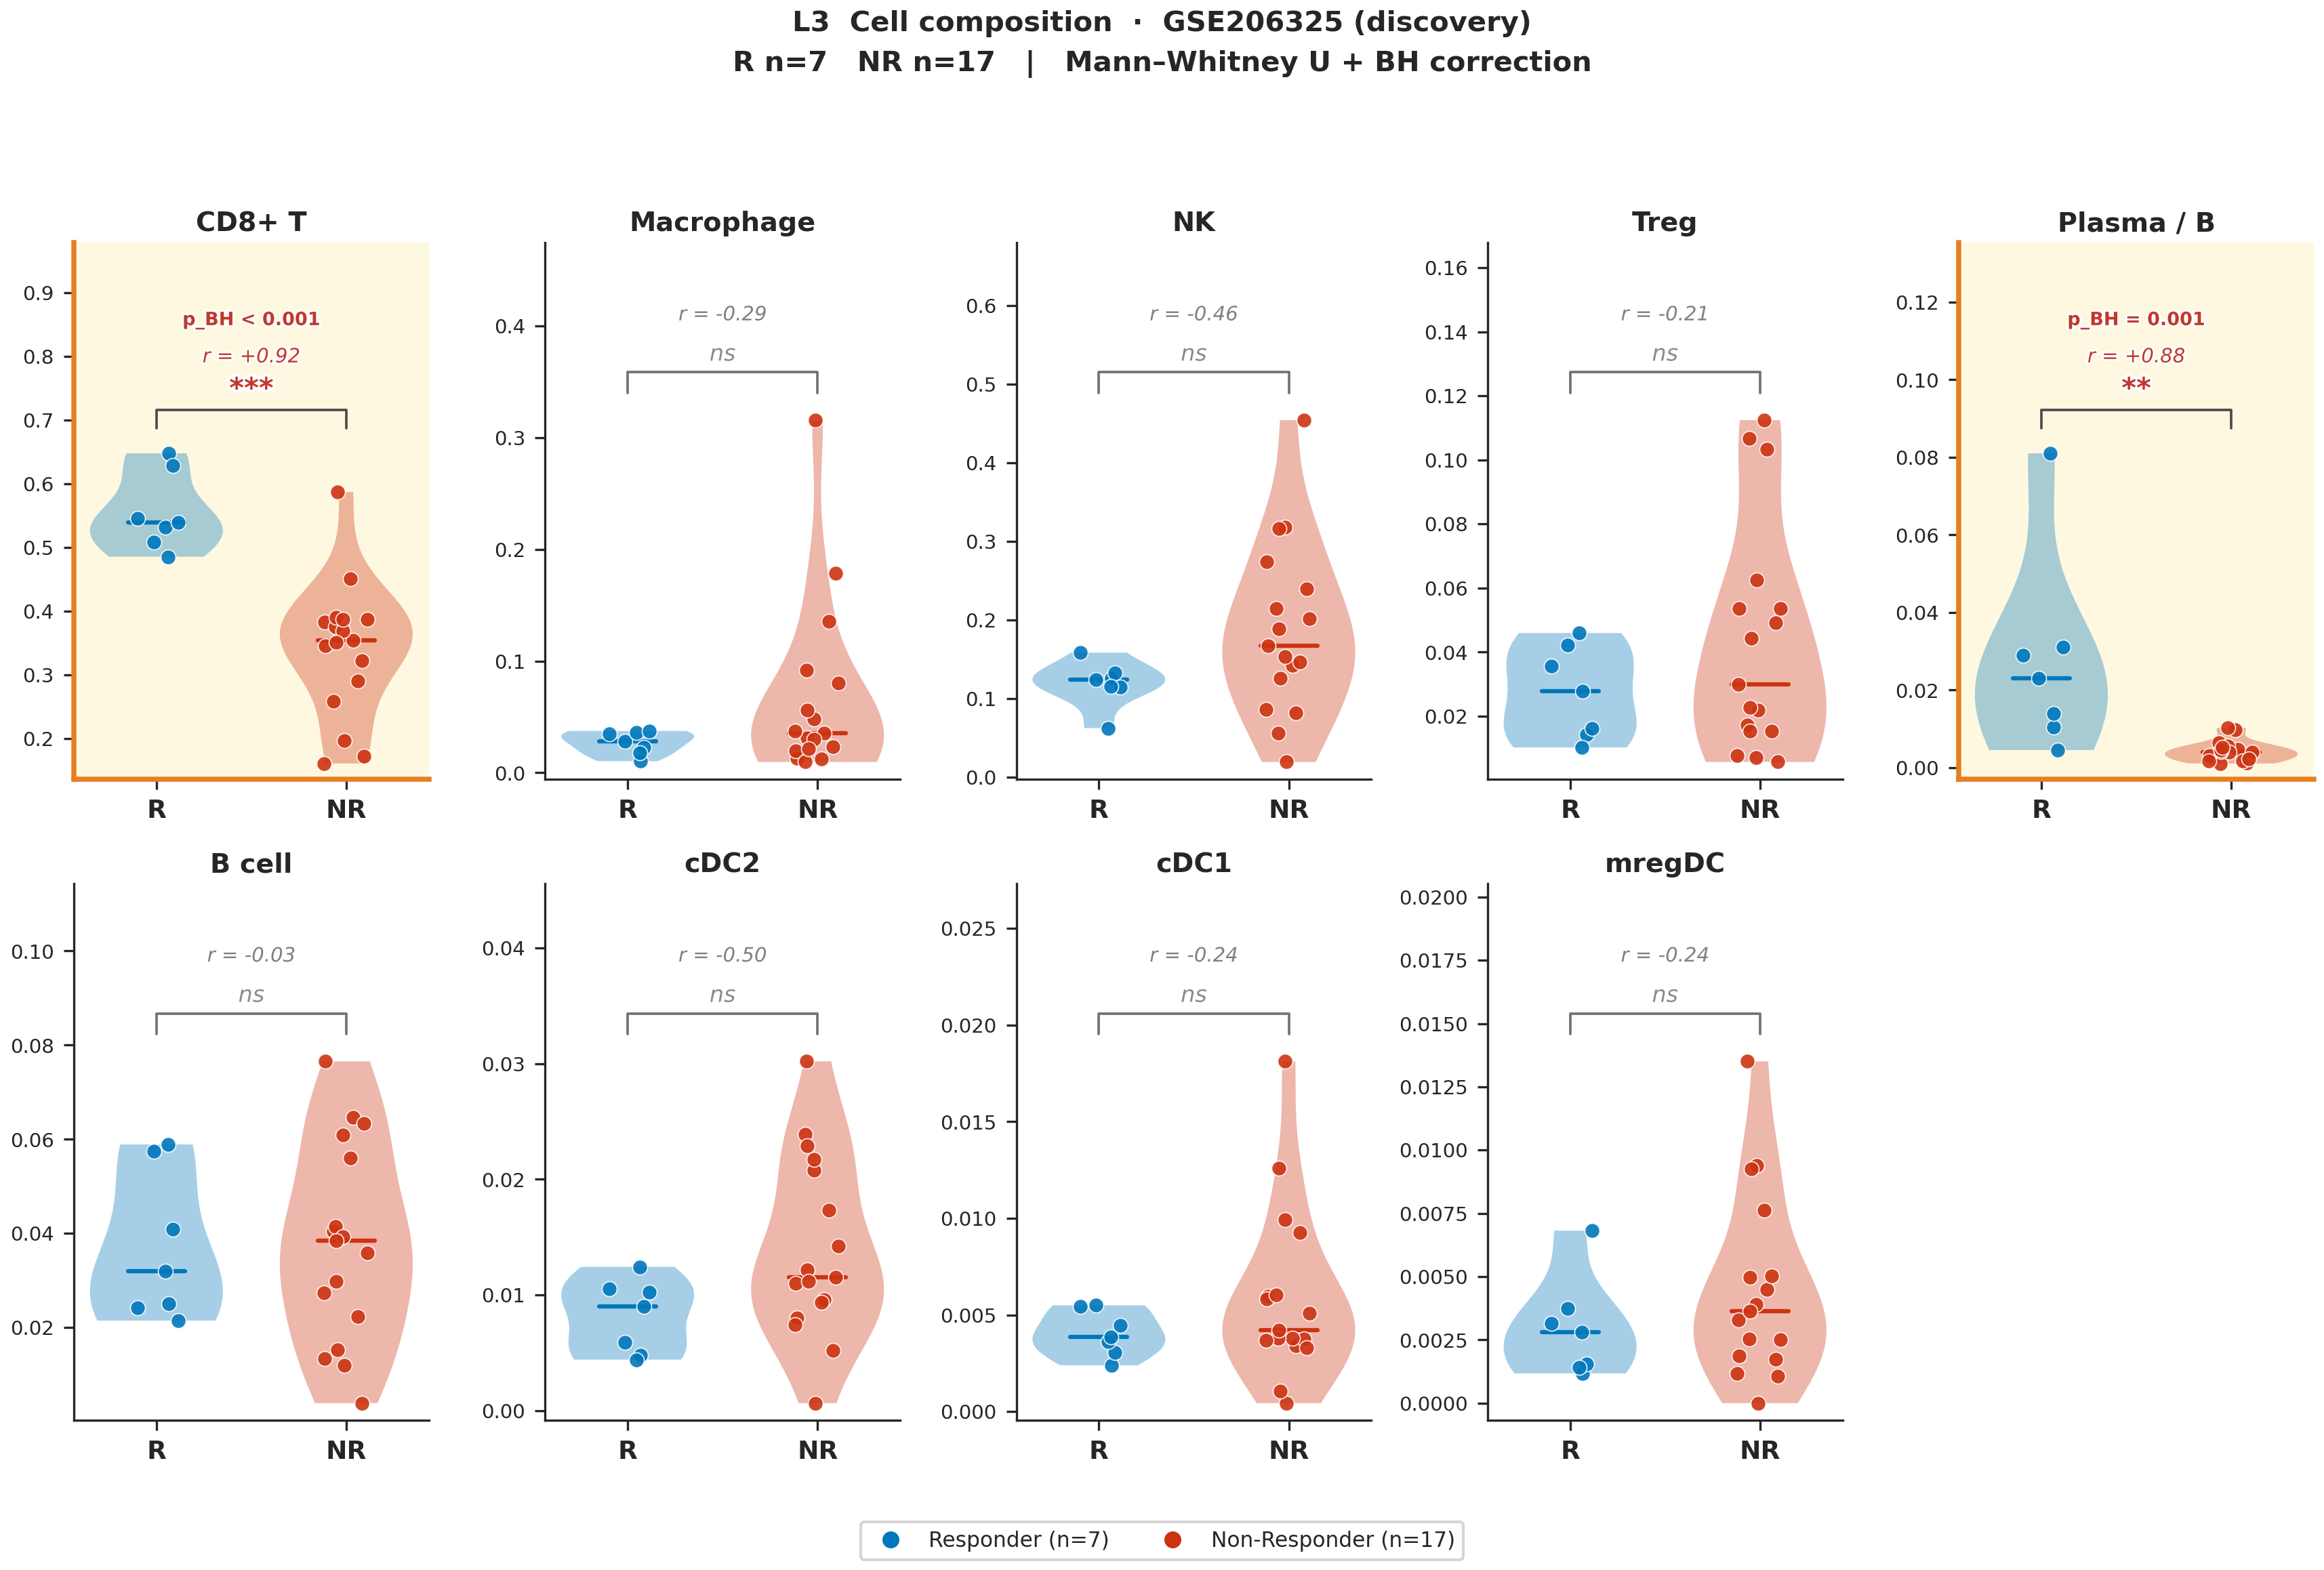 L3  Cell composition  ·  GSE206325 (discovery)
R n=7   NR n=17   |   Mann–Whitney U + BH correction
CD8+ T
0.9
0.8
0.7
0.6
0.5
0.4
0.3
0.2
p_BH < 0.001
r = +0.92
***
R
NR
Macrophage
0.4
0.3
0.2
0.1
0.0
r = -0.29
ns
R
NR
NK
0.6
0.5
0.4
0.3
0.2
0.1
0.0
r = -0.46
ns
R
NR
Treg
0.16
0.14
0.12
0.10
0.08
0.06
0.04
0.02
r = -0.21
ns
R
NR
Plasma / B
0.12
0.10
0.08
0.06
0.04
0.02
0.00
p_BH = 0.001
r = +0.88
**
R
NR
B cell
0.10
0.08
0.06
0.04
0.02
r = -0.03
ns
R
NR
cDC2
0.04
0.03
0.02
0.01
0.00
r = -0.50
ns
R
NR
cDC1
0.025
0.020
0.015
0.010
0.005
0.000
r = -0.24
ns
R
NR
mregDC
0.0200
0.0175
0.0150
0.0125
0.0100
0.0075
0.0050
0.0025
0.0000
r = -0.24
ns
R
NR
Responder (n=7)
Non-Responder (n=17)